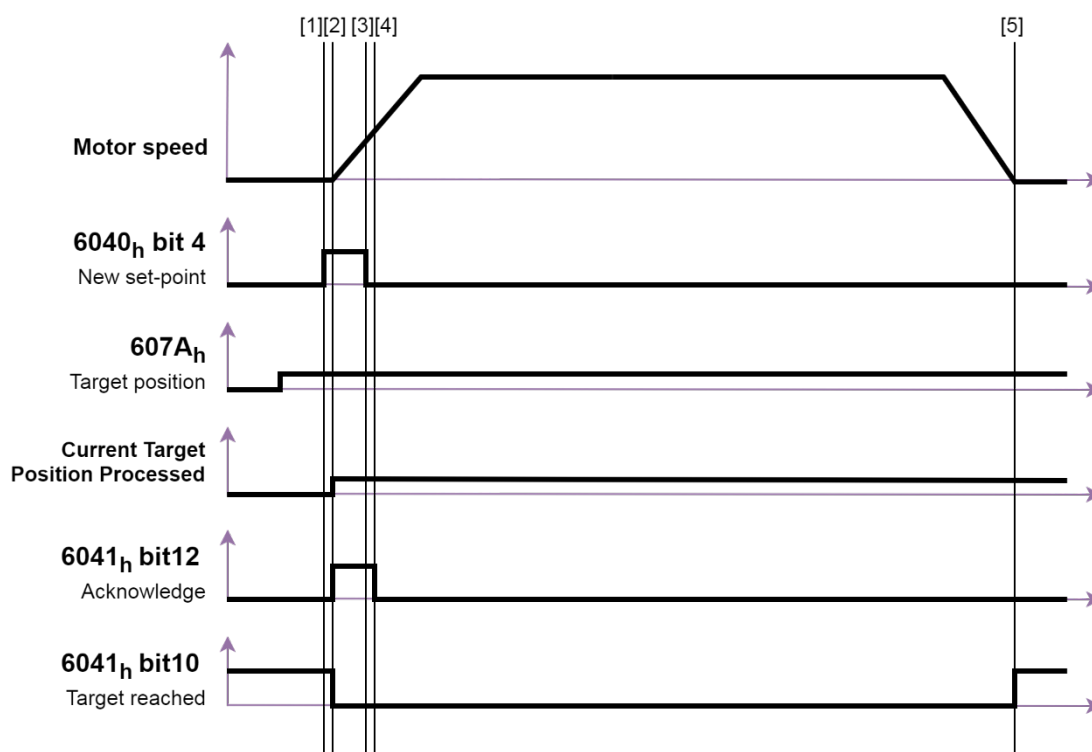 [1][2] [3][4] [5]
Motor speed
6040h bit 4
New set-point
607Ah
Target position
Current Target
Position Processed
6041h bit12
Acknowledge
6041h bit10
Target reached